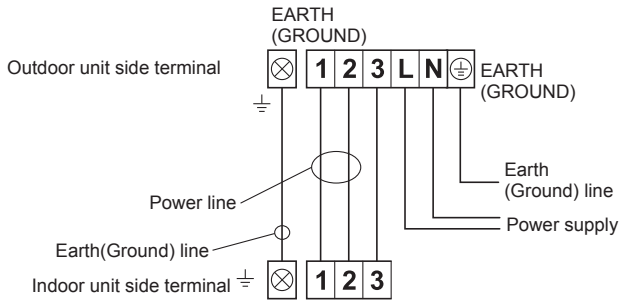 EARTH
(GROUND)
Outdoor unit side terminal
1 2 3 L N
EARTH
(GROUND)
Earth
(Ground) line
Power line
Power supply
Earth(Ground) line
Indoor unit side terminal
1 2 3